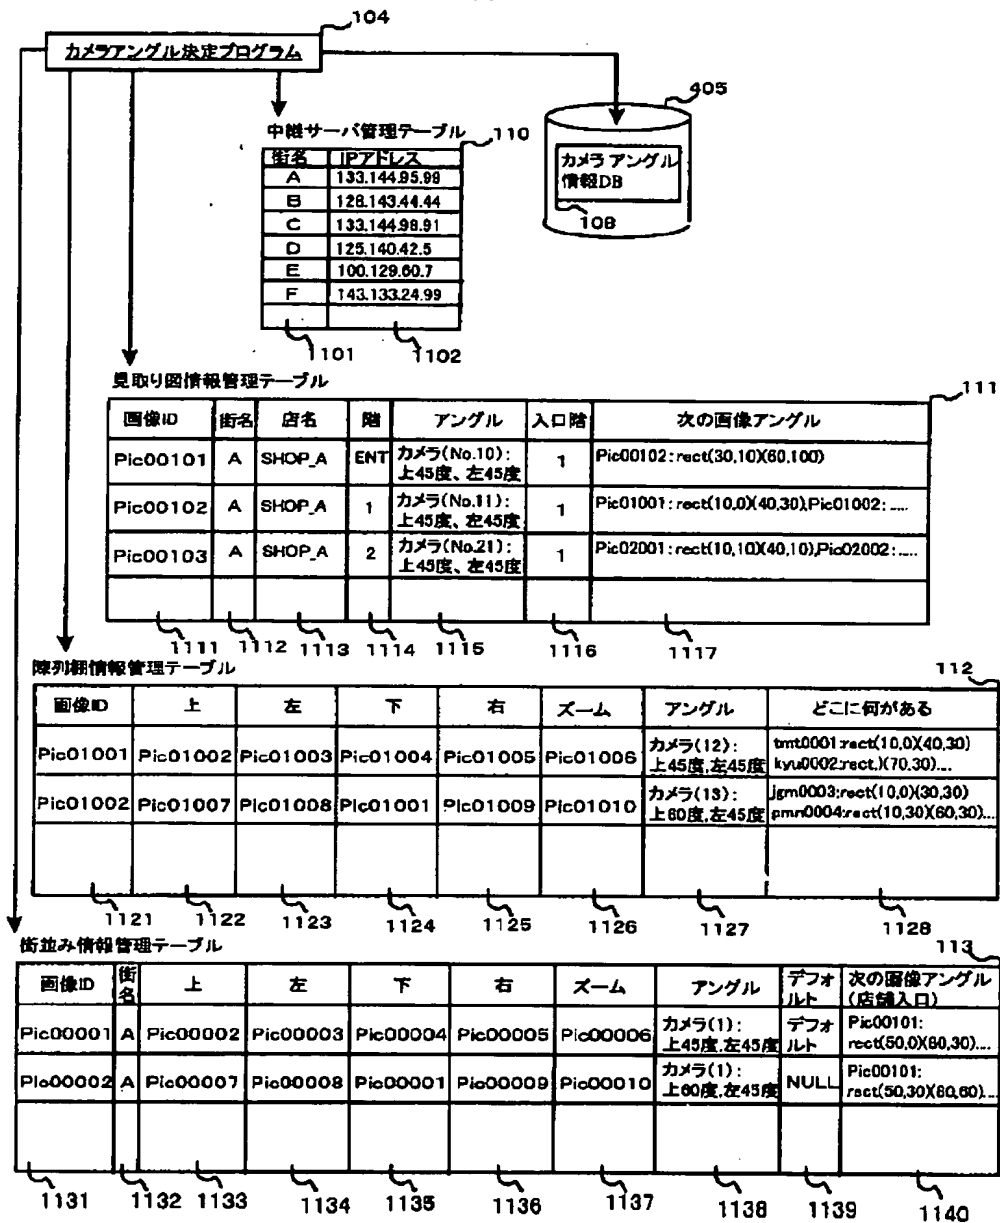 104
カメラアングル決定プログラム
405
カメラ アングル
情報DB
108
中継サーバ管理テーブル
110
街名 IPアドレス
A 133.144.95.99
B 128.143.44.44
C 133.144.98.91
D 125.140.42.5
E 100.129.60.7
F 143.133.24.99
1101 1102
見取り図情報管理テーブル
111
画像ID 街名 店名 階 アングル 入口階 次の画像アングル
Pic00101 A SHOP_A ENT カメラ(No.10): 上45度、左45度 1 Pic00102:rect(30,10)(60,100)
Pic00102 A SHOP_A 1 カメラ(No.11): 上45度、左45度 1 Pic01001:rect(10,0)(40,30),Pic01002:.....
Pic00103 A SHOP_A 2 カメラ(No.21): 上45度、左45度 1 Pic02001:rect(10,10)(40,10),Pic02002:.....
1111 1112 1113 1114 1115 1116 1117
陳列棚情報管理テーブル
112
画像ID 上 左 下 右 ズーム アングル どこに何がある
Pic01001 Pic01002 Pic01003 Pic01004 Pic01005 Pic01006 カメラ(12): 上45度,左45度 tmt0001:rect(10,0)(40,30) kyu0002:rect,)(70,30)...
Pic01002 Pic01007 Pic01008 Pic01001 Pic01009 Pic01010 カメラ(13): 上60度,左45度 jgm0003:rect(10,0)(30,30) pmn0004:rect(10,30)(60,30)...
1121 1122 1123 1124 1125 1126 1127 1128
街並み情報管理テーブル
113
画像ID 街名 上 左 下 右 ズーム アングル デフォルト 次の画像アングル(店舗入口)
Pic00001 A Pic00002 Pic00003 Pic00004 Pic00005 Pic00006 カメラ(1): 上45度,左45度 デフォルト Pic00101: rect(50,0)(80,30)....
Pic00002 A Pic00007 Pic00008 Pic00001 Pic00009 Pic00010 カメラ(1): 上60度,左45度 NULL Pic00101: rect(50,30)(80,60)....
1131 1132 1133 1134 1135 1136 1137 1138 1139 1140